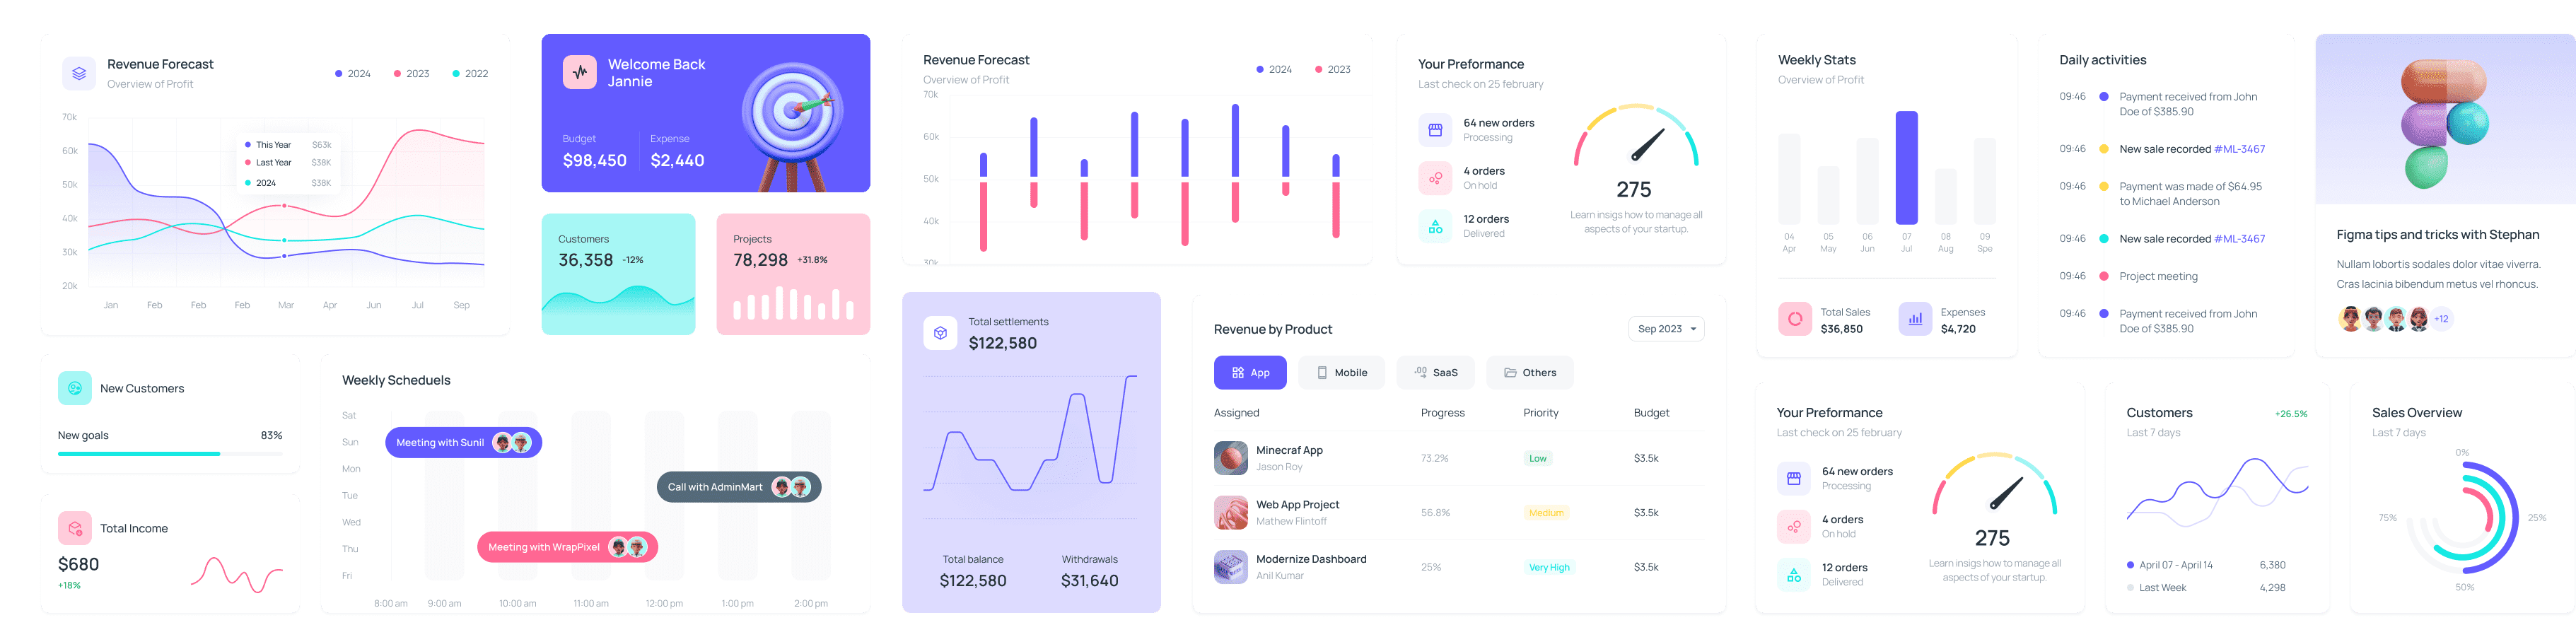 Revenue Forecast
Overview of Profit
2024
2023
2022
70k
60k
50k
40k
30k
20k
This Year $63k
Last Year $38K
2024 $38K
Jan Feb Feb Feb Mar Apr Jun Jul Sep
Welcome Back
Jannie
Budget
$98,450
Expense
$2,440
Customers
36,358 -12%
Projects
78,298 +31.8%
New Customers
New goals 83%
Total Income
$680
+18%
Weekly Scheduels
Sat
Sun
Mon
Tue
Wed
Thu
Fri
Meeting with Sunil
Call with AdminMart
Meeting with WrapPixel
8:00 am 9:00 am 10:00 am 11:00 am 12:00 pm 1:00 pm 2:00 pm
Revenue Forecast
Overview of Profit
2024
2023
70k
60k
50k
40k
30k
Your Preformance
Last check on 25 february
64 new orders
Processing
4 orders
On hold
12 orders
Delivered
275
Learn insigs how to manage all
aspects of your startup.
Total settlements
$122,580
Total balance
$122,580
Withdrawals
$31,640
Revenue by Product
Sep 2023
App
Mobile
SaaS
Others
Assigned Progress Priority Budget
Minecraf App
Jason Roy
73.2%
Low
$3.5k
Web App Project
Mathew Flintoff
56.8%
Medium
$3.5k
Modernize Dashboard
Anil Kumar
25%
Very High
$3.5k
Weekly Stats
Overview of Profit
04 05 06 07 08 09
Apr May Jun Jul Aug Spe
Total Sales
$36,850
Expenses
$4,720
Daily activities
09:46 Payment received from John
Doe of $385.90
09:46 New sale recorded #ML-3467
09:46 Payment was made of $64.95
to Michael Anderson
09:46 New sale recorded #ML-3467
09:46 Project meeting
09:46 Payment received from John
Doe of $385.90
Figma tips and tricks with Stephan
Nullam lobortis sodales dolor vitae viverra.
Cras lacinia bibendum metus vel rhoncus.
+12
Your Preformance
Last check on 25 february
64 new orders
Processing
4 orders
On hold
12 orders
Delivered
275
Learn insigs how to manage all
aspects of your startup.
Customers +26.5%
Last 7 days
April 07 - April 14 6,380
Last Week 4,298
Sales Overview
Last 7 days
0%
25%
50%
75%